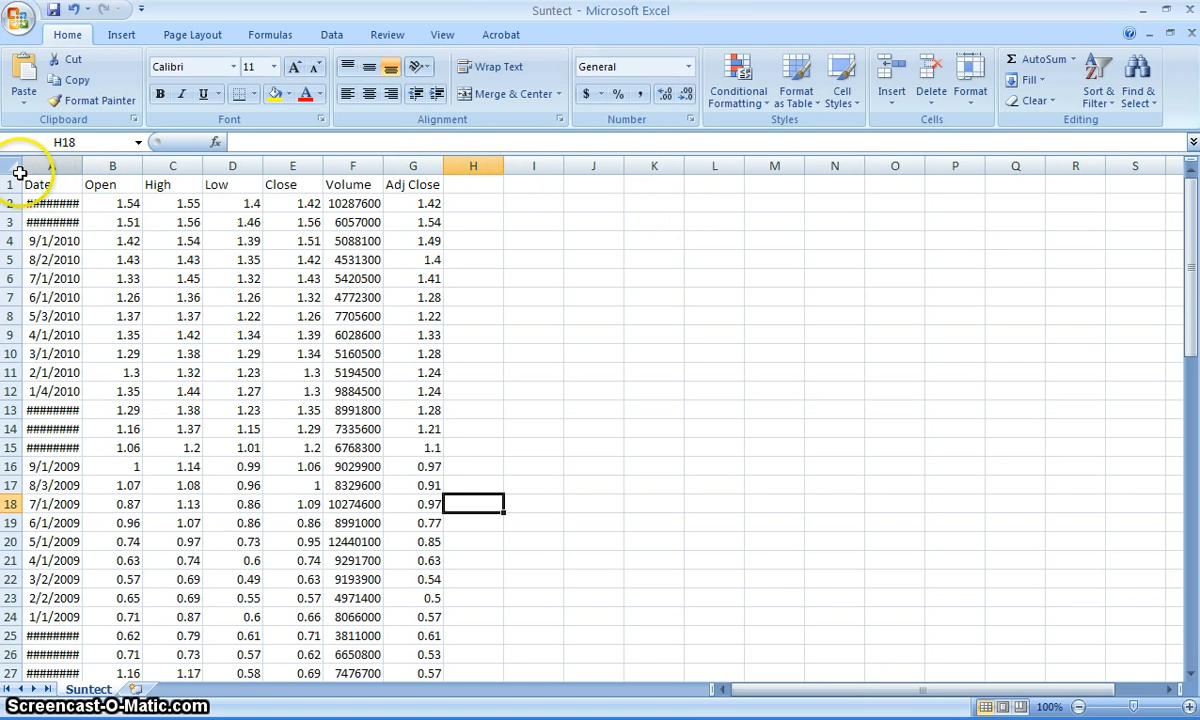 Suntect - Microsoft Excel
Home Insert Page Layout Formulas Data Review View Acrobat
Paste Cut Copy Format Painter Clipboard
Calibri 11 A A B I U A Font
Wrap Text Merge & Center Alignment
General $ % , .00 .0 Number
Conditional Formatting Format as Table Cell Styles Styles
Insert Delete Format Cells
Σ AutoSum Fill Clear Sort & Filter Find & Select Editing
H18 fx
A B C D E F G H I J K L M N O P Q R S
1 Date Open High Low Close Volume Adj Close
2 ######## 1.54 1.55 1.4 1.42 10287600 1.42
3 ######## 1.51 1.56 1.46 1.56 6057000 1.54
4 9/1/2010 1.42 1.54 1.39 1.51 5088100 1.49
5 8/2/2010 1.43 1.43 1.35 1.42 4531300 1.4
6 7/1/2010 1.33 1.45 1.32 1.43 5420500 1.41
7 6/1/2010 1.26 1.36 1.26 1.32 4772300 1.28
8 5/3/2010 1.37 1.37 1.22 1.26 7705600 1.22
9 4/1/2010 1.35 1.42 1.34 1.39 6028600 1.33
10 3/1/2010 1.29 1.38 1.29 1.34 5160500 1.28
11 2/1/2010 1.3 1.32 1.23 1.3 5194500 1.24
12 1/4/2010 1.35 1.44 1.27 1.3 9884500 1.24
13 ######## 1.29 1.38 1.23 1.35 8991800 1.28
14 ######## 1.16 1.37 1.15 1.29 7335600 1.21
15 ######## 1.06 1.2 1.01 1.2 6768300 1.1
16 9/1/2009 1 1.14 0.99 1.06 9029900 0.97
17 8/3/2009 1.07 1.08 0.96 1 8329600 0.91
18 7/1/2009 0.87 1.13 0.86 1.09 10274600 0.97
19 6/1/2009 0.96 1.07 0.86 0.86 8991000 0.77
20 5/1/2009 0.74 0.97 0.73 0.95 12440100 0.85
21 4/1/2009 0.63 0.74 0.6 0.74 9291700 0.63
22 3/2/2009 0.57 0.69 0.49 0.63 9193900 0.54
23 2/2/2009 0.65 0.69 0.55 0.57 4971400 0.5
24 1/1/2009 0.71 0.87 0.6 0.66 8066000 0.57
25 ######## 0.62 0.79 0.61 0.71 3811000 0.61
26 ######## 0.71 0.73 0.57 0.62 6650800 0.53
27 ######## 1.16 1.17 0.58 0.69 7476700 0.57
Suntect
Screencast-O-Matic.com 100%